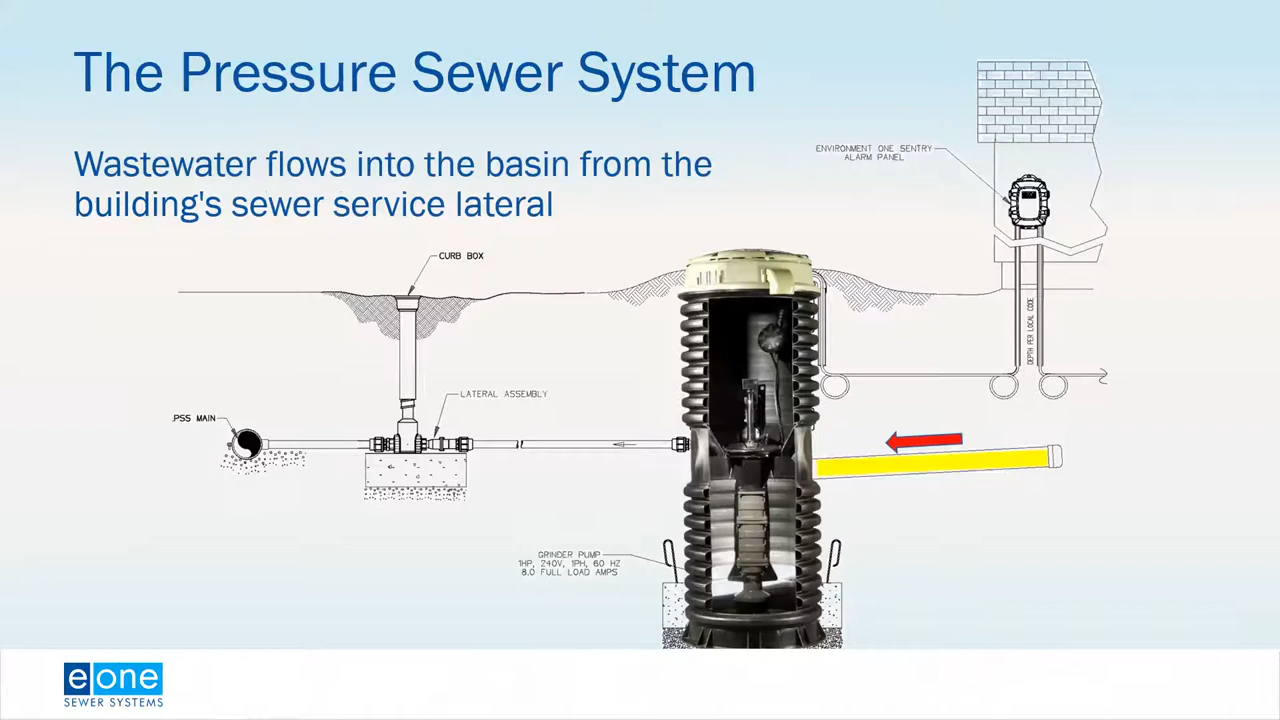 The Pressure Sewer System
Wastewater flows into the basin from the
building's sewer service lateral
ENVIRONMENT ONE SENTRY
ALARM PANEL
CURB BOX
DEPTH PER LOCAL CODE
LATERAL ASSEMBLY
PSS MAIN
GRINDER PUMP
1HP, 240V, 1PH, 60 HZ
8.0 FULL LOAD AMPS
e one
SEWER SYSTEMS